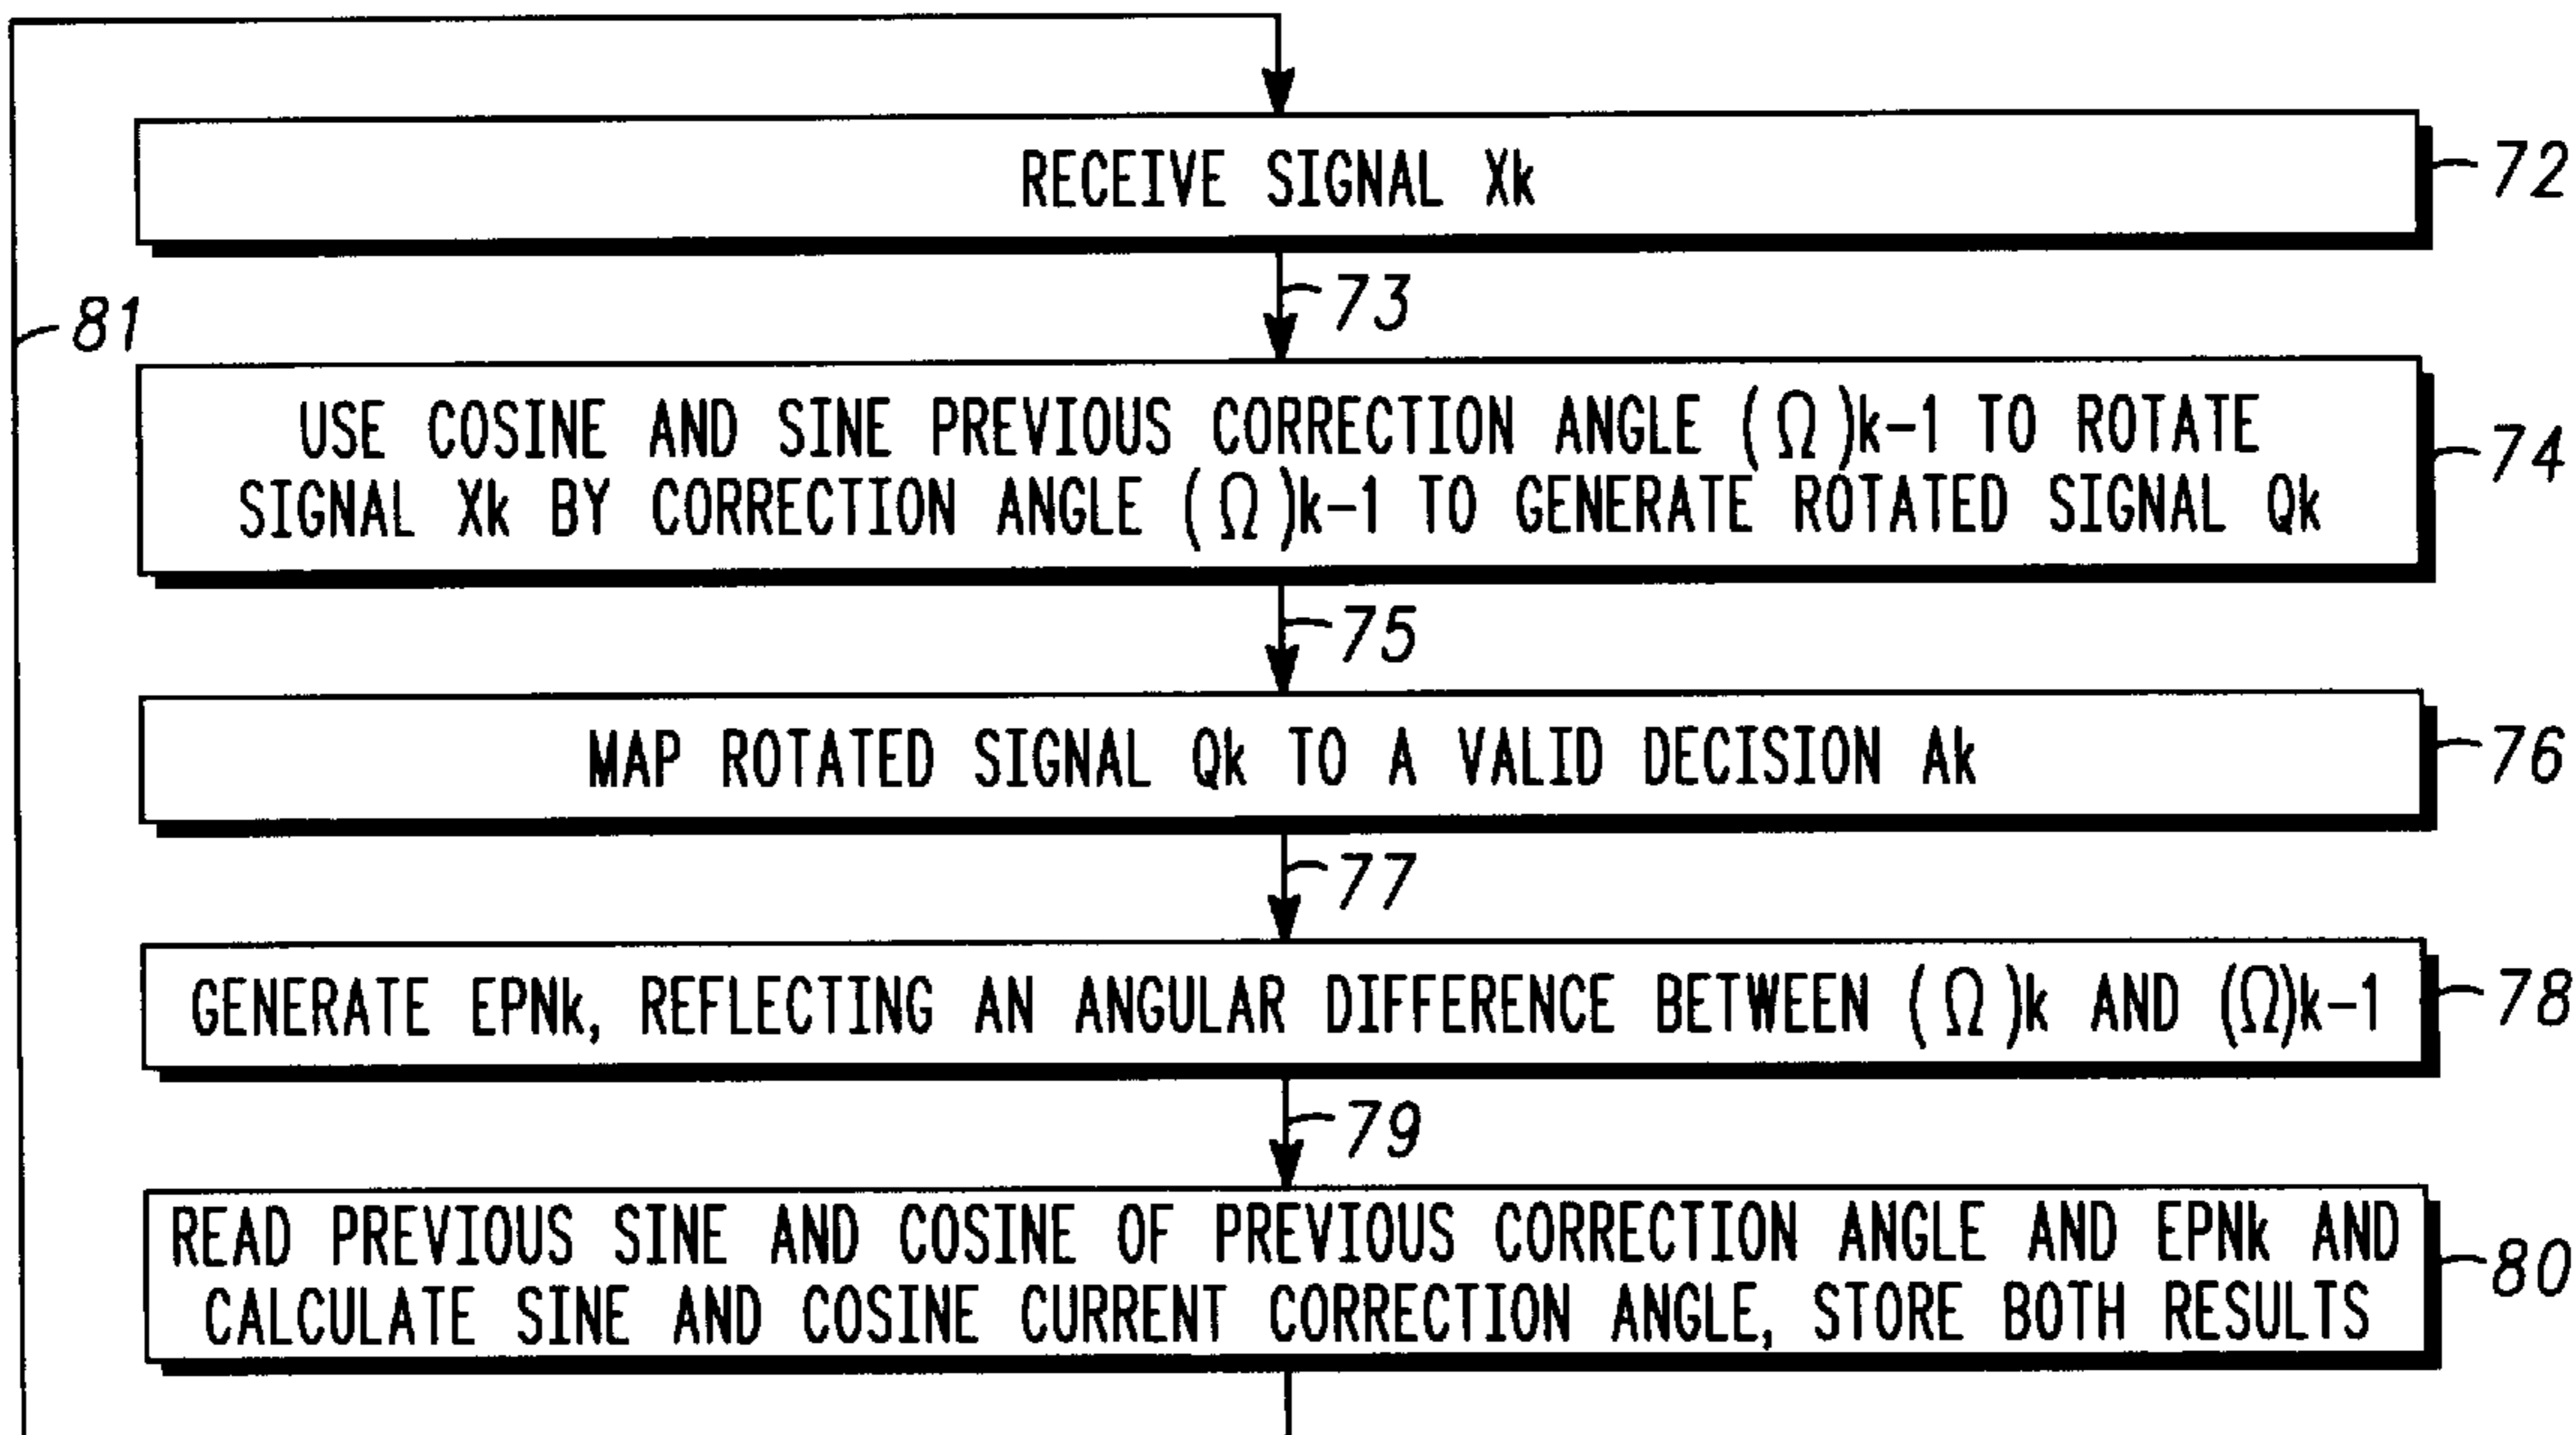 RECEIVE SIGNAL Xk
72
73
81
USE COSINE AND SINE PREVIOUS CORRECTION ANGLE (Ω)k-1 TO ROTATE
SIGNAL Xk BY CORRECTION ANGLE (Ω)k-1 TO GENERATE ROTATED SIGNAL Qk
74
75
MAP ROTATED SIGNAL Qk TO A VALID DECISION Ak
76
77
GENERATE EPNk, REFLECTING AN ANGULAR DIFFERENCE BETWEEN (Ω)k AND (Ω)k-1
78
79
READ PREVIOUS SINE AND COSINE OF PREVIOUS CORRECTION ANGLE AND EPNk AND
CALCULATE SINE AND COSINE CURRENT CORRECTION ANGLE, STORE BOTH RESULTS
80